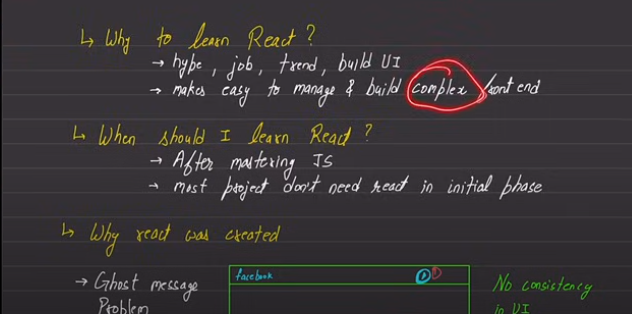 ↳ Why to learn React ?
→ hype, job, trend, build UI
→ makes easy to manage & build complex front end
↳ When should I learn React ?
→ After mastering JS
→ most project don't need react in initial phase
↳ Why react was created
→ Ghost message
Problem
facebook
No consistency
in UI